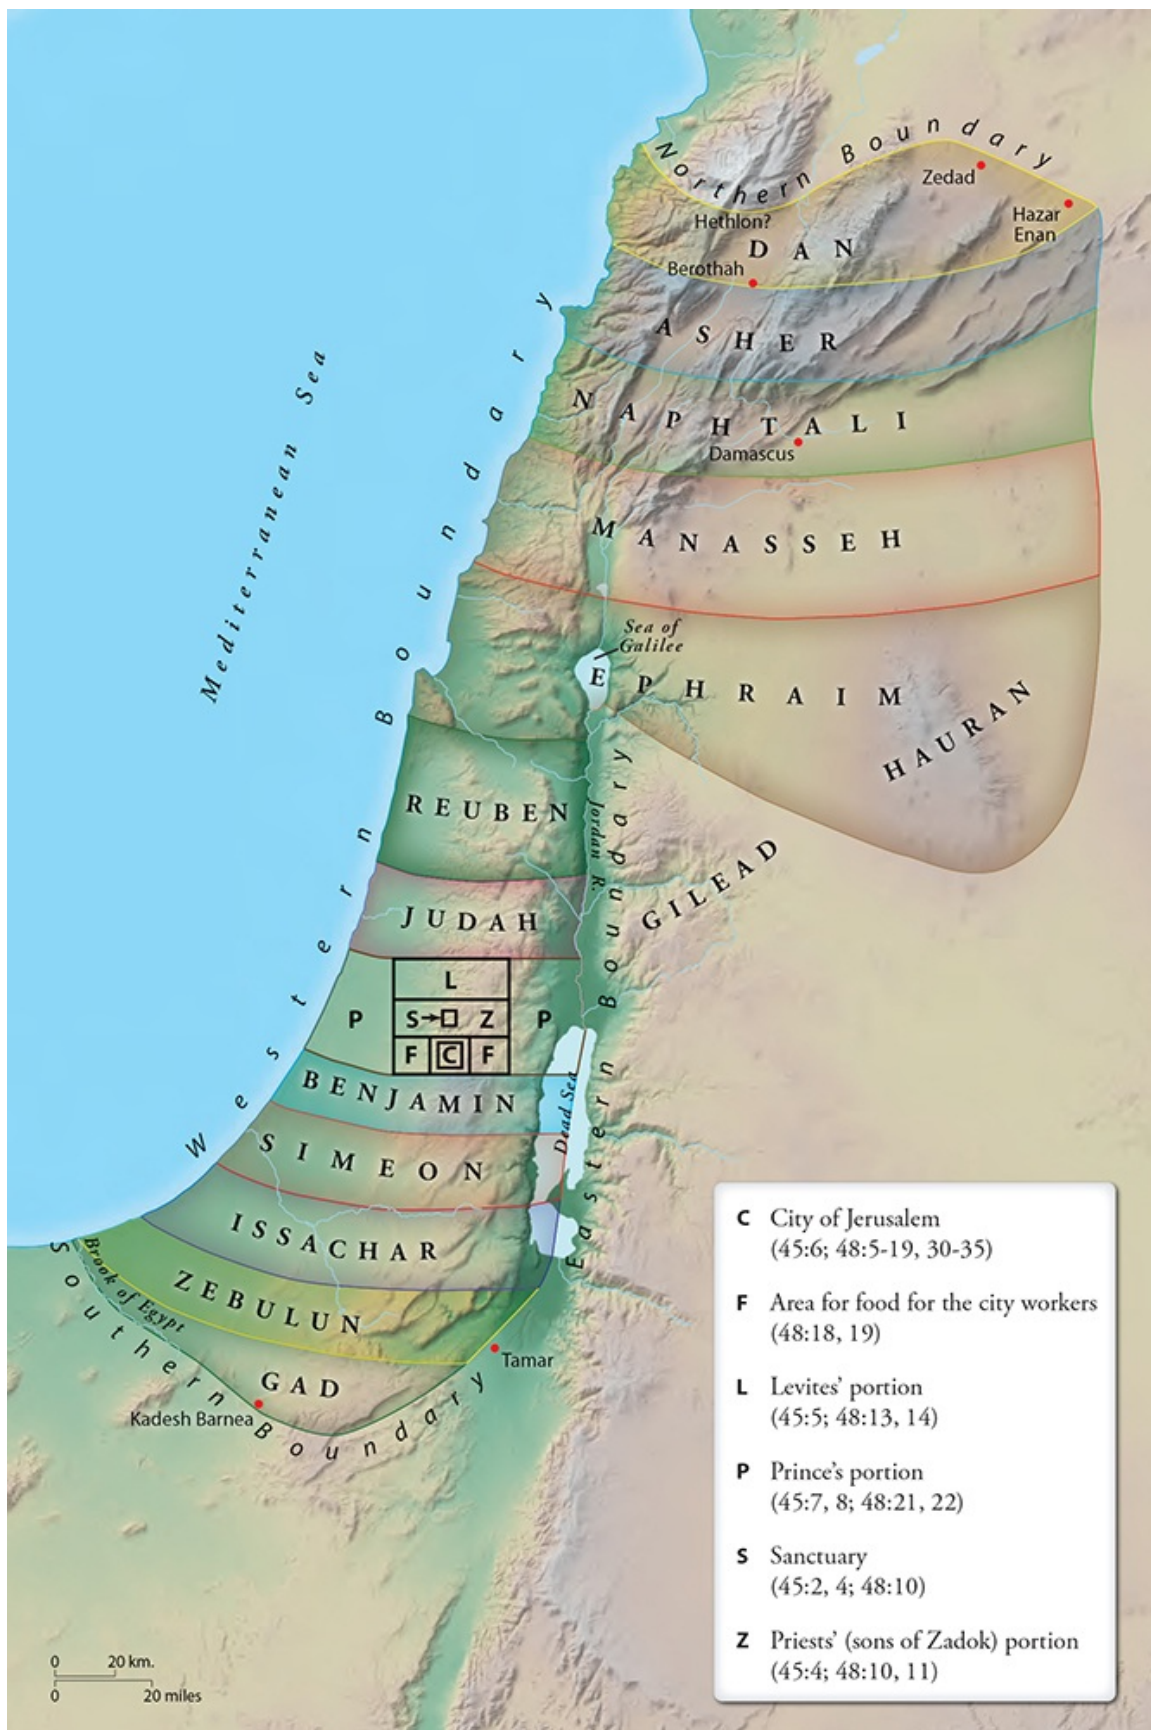 Northern Boundary
Zedad
Hazar
Enan
Hethlon?
DAN
Berothah
ASHER
NAPHTALI
Damascus
MANASSEH
Mediterranean Sea
Western Boundary
Sea of
Galilee
EPHRAIM
HAURAN
REUBEN
Jordan R.
Eastern Boundary
GILEAD
JUDAH
L
P
S
Z
P
F
C
F
BENJAMIN
Dead Sea
SIMEON
ISSACHAR
ZEBULUN
Brook of Egypt
Southern Boundary
GAD
Tamar
Kadesh Barnea
C City of Jerusalem
(45:6; 48:5-19, 30-35)
F Area for food for the city workers
(48:18, 19)
L Levites’ portion
(45:5; 48:13, 14)
P Prince’s portion
(45:7, 8; 48:21, 22)
S Sanctuary
(45:2, 4; 48:10)
Z Priests’ (sons of Zadok) portion
(45:4; 48:10, 11)
0 20 km.
0 20 miles